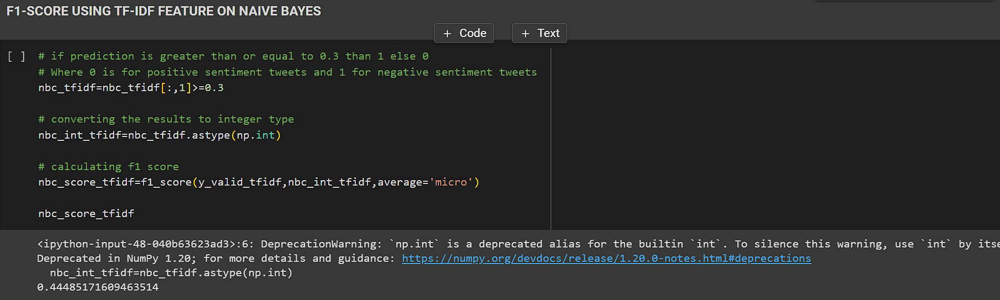 F1-SCORE USING TF-IDF FEATURE ON NAIVE BAYES
+ Code + Text
[ ] # if prediction is greater than or equal to 0.3 than 1 else 0
# Where 0 is for positive sentiment tweets and 1 for negative sentiment tweets
nbc_tfidf=nbc_tfidf[:,1]>=0.3
# converting the results to integer type
nbc_int_tfidf=nbc_tfidf.astype(np.int)
# calculating f1 score
nbc_score_tfidf=f1_score(y_valid_tfidf,nbc_int_tfidf,average='micro')
nbc_score_tfidf
<ipython-input-48-040b63623ad3>:6: DeprecationWarning: `np.int` is a deprecated alias for the builtin `int`. To silence this warning, use `int` by itse
Deprecated in NumPy 1.20; for more details and guidance: https://numpy.org/devdocs/release/1.20.0-notes.html#deprecations
nbc_int_tfidf=nbc_tfidf.astype(np.int)
0.44485171609463514